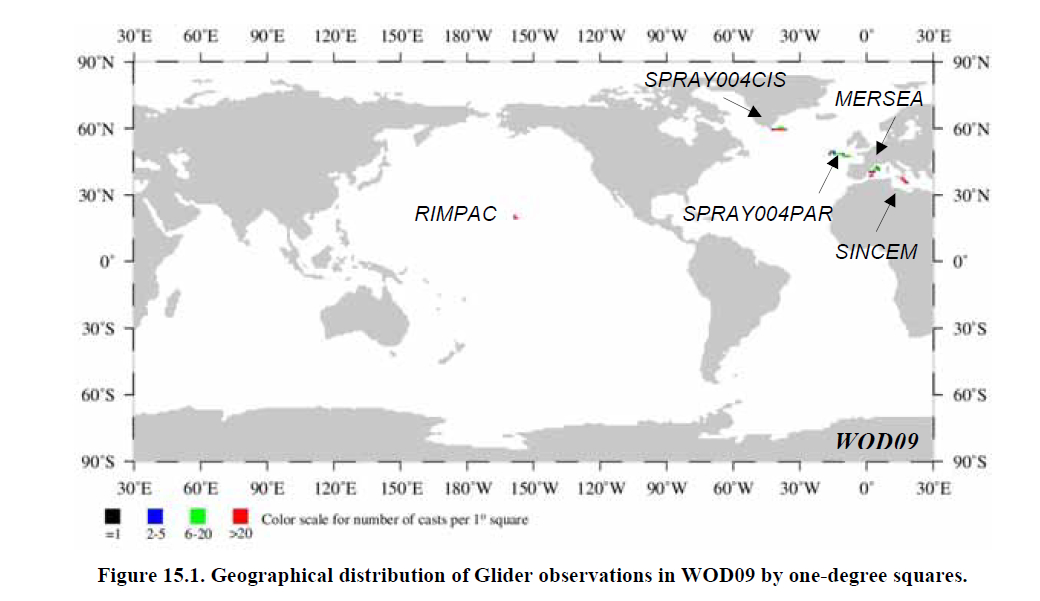 30˚E 60˚E 90˚E 120˚E 150˚E 180˚W 150˚W 120˚W 90˚W 60˚W 30˚W 0˚ 30˚E
90˚N 90˚N
SPRAY004CIS
MERSEA
60˚N 60˚N
30˚N 30˚N
RIMPAC SPRAY004PAR
SINCEM
0˚ 0˚
30˚S 30˚S
60˚S 60˚S
WOD09
90˚S 90˚S
30˚E 60˚E 90˚E 120˚E 150˚E 180˚W 150˚W 120˚W 90˚W 60˚W 30˚W 0˚ 30˚E
Color scale for number of casts per 1º square
=1 2-5 6-20 >20
Figure 15.1. Geographical distribution of Glider observations in WOD09 by one-degree squares.